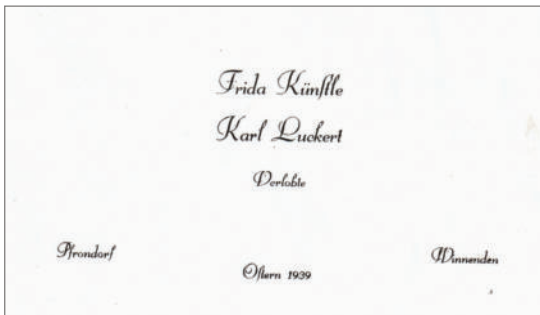 Frida Künstle
Karl Luckert
Verlobte
Pfrondorf
Ostern 1939
Winnenden